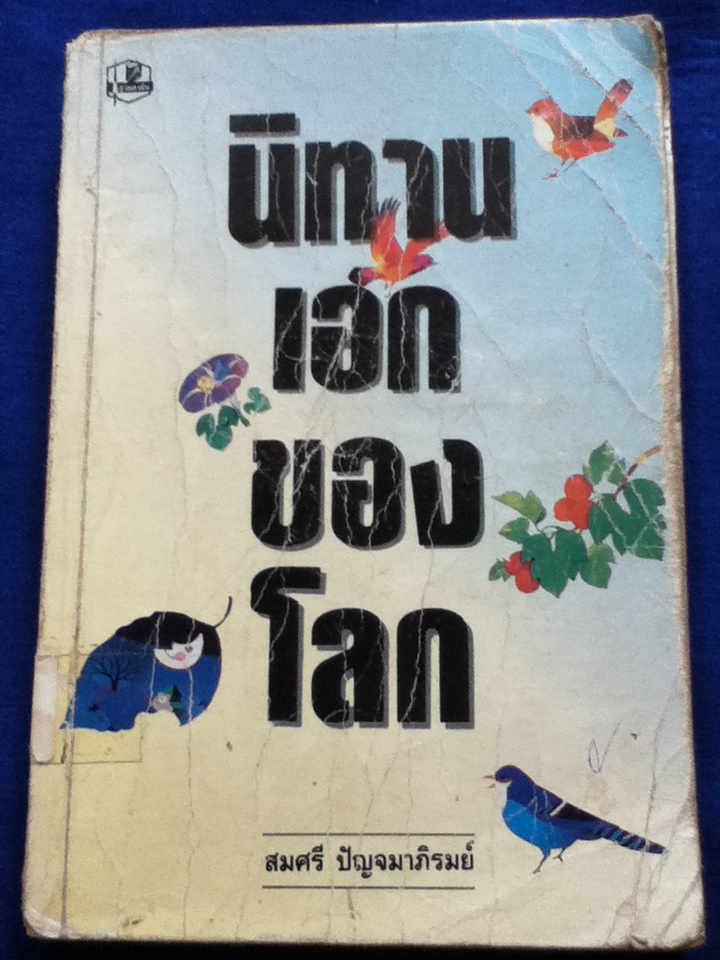 นิทาน
เอก
ของ
โลก
สมศรี ปัญจมาภิรมย์